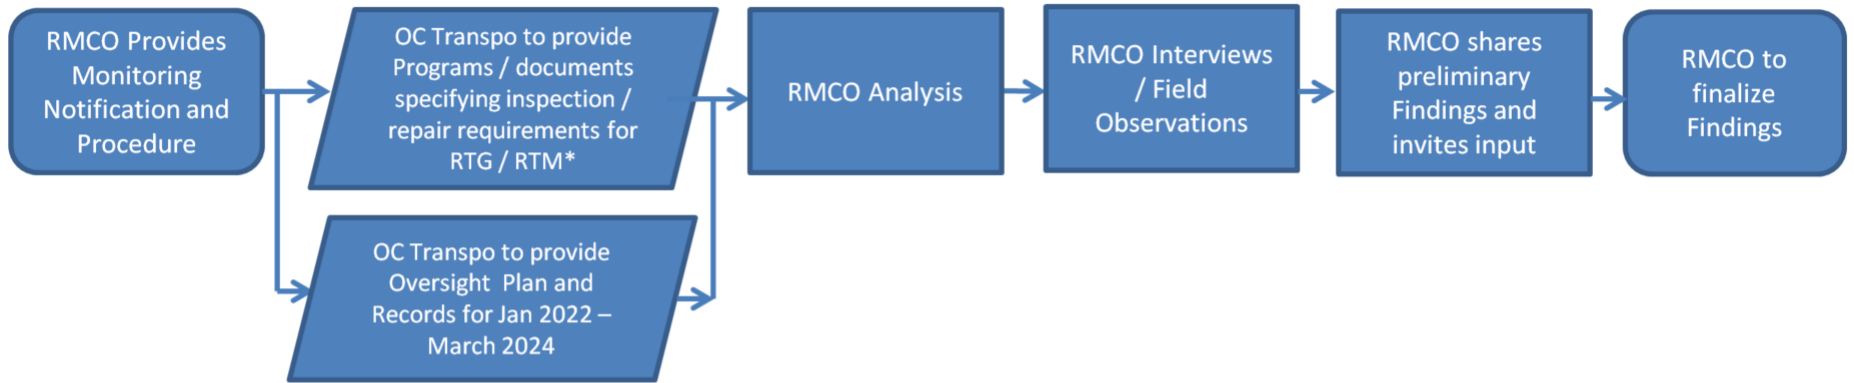 RMCO Provides
Monitoring
Notification and
Procedure
OC Transpo to provide
Programs / documents
specifying inspection /
repair requirements for
RTG / RTM*
OC Transpo to provide
Oversight Plan and
Records for Jan 2022 –
March 2024
RMCO Analysis
RMCO Interviews
/ Field
Observations
RMCO shares
preliminary
Findings and
invites input
RMCO to
finalize
Findings